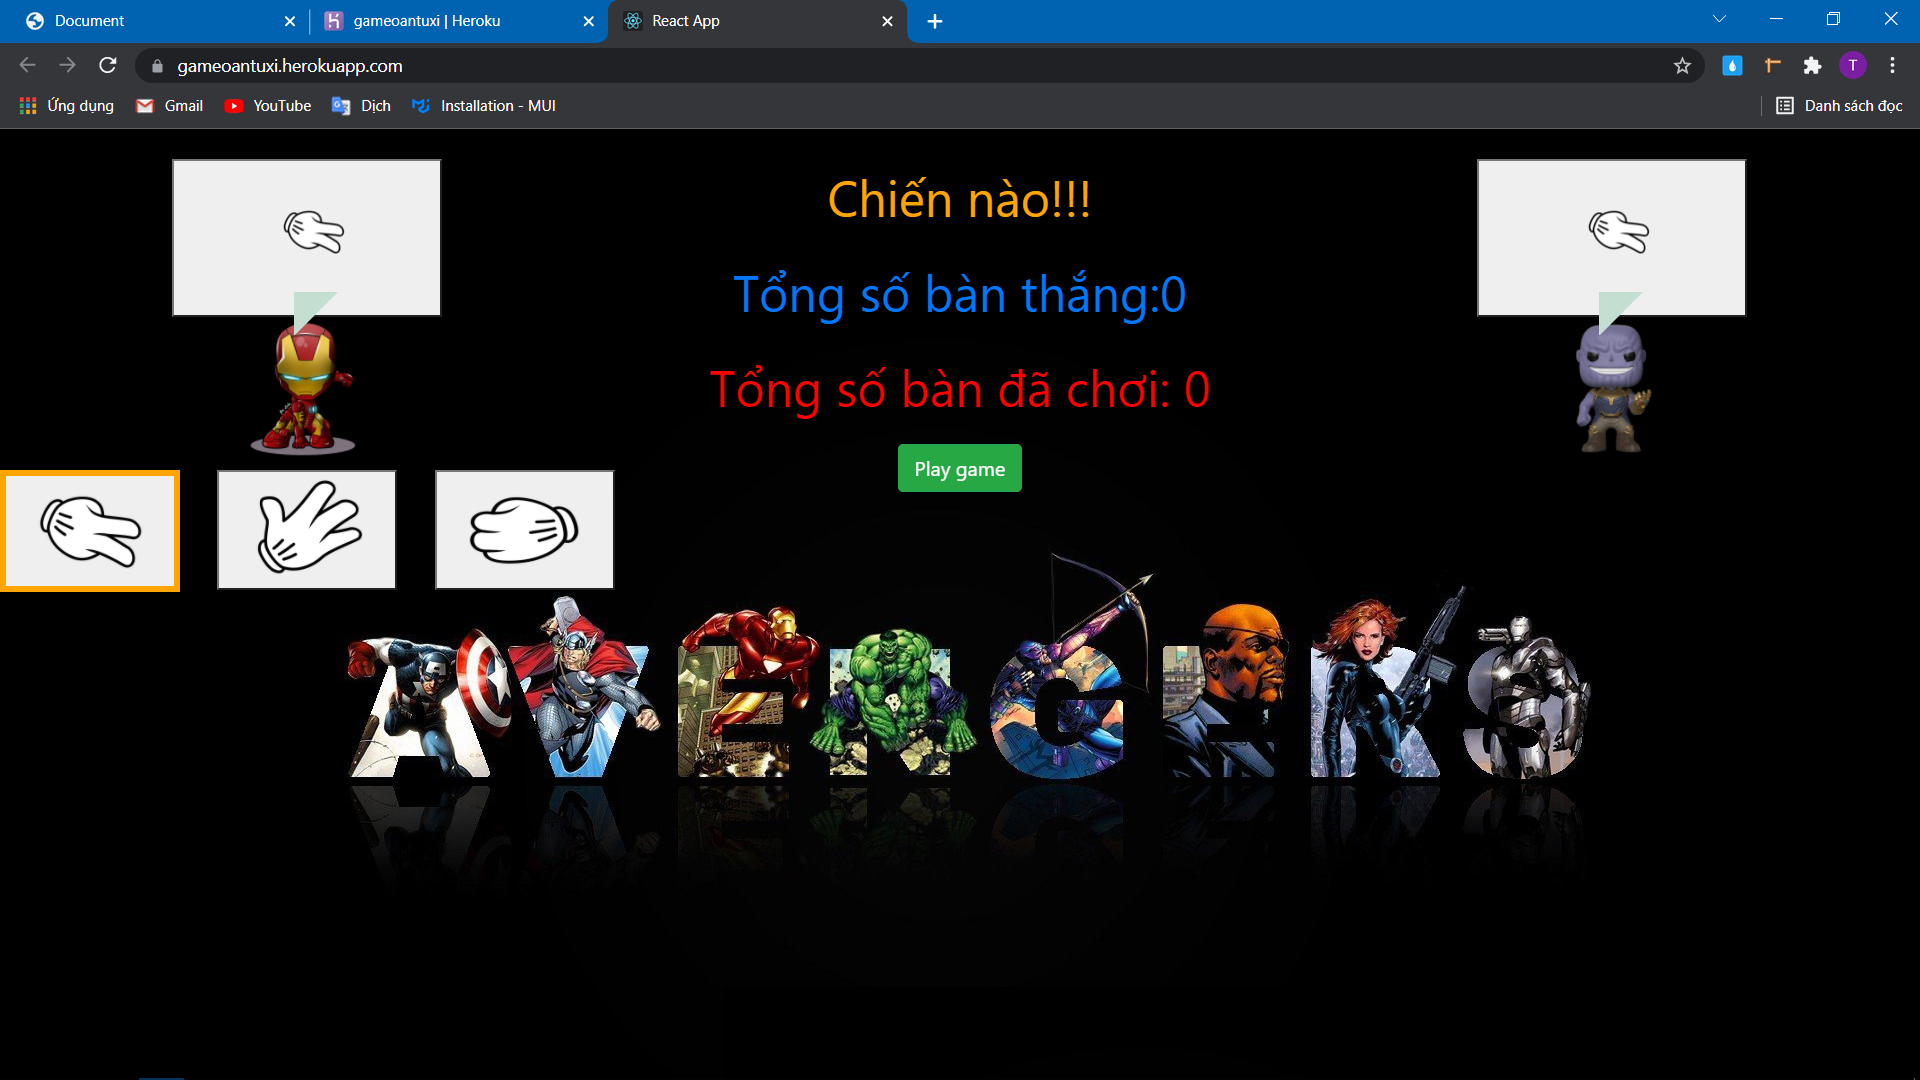 Document
gameoantuxi | Heroku
React App
gameoantuxi.herokuapp.com
T
Ứng dụng
Gmail
YouTube
Dịch
Installation - MUI
Danh sách đọc
Chiến nào!!!
Tổng số bàn thắng:0
Tổng số bàn đã chơi: 0
Play game
AVENGERS